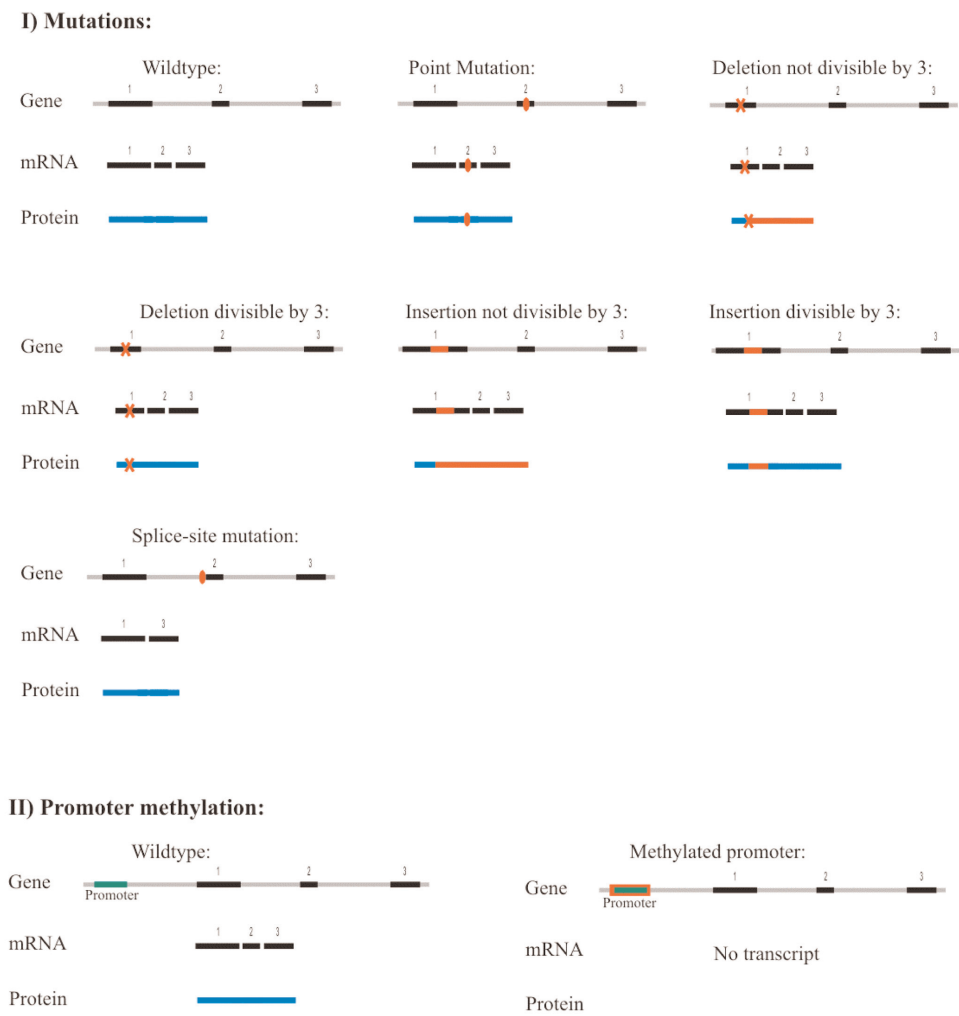 I) Mutations:
Wildtype: Point Mutation: Deletion not divisible by 3:
Gene 1 2 3 1 2 3 1 2 3
mRNA 1 2 3 1 2 3 1 2 3
Protein
Deletion divisible by 3: Insertion not divisible by 3: Insertion divisible by 3:
Gene 1 2 3 1 2 3 1 2 3
mRNA 1 2 3 1 2 3 1 2 3
Protein
Splice-site mutation:
Gene 1 2 3
mRNA 1 3
Protein
II) Promoter methylation:
Wildtype: Methylated promoter:
Gene 1 2 3 Gene 1 2 3
Promoter Promoter
mRNA 1 2 3 mRNA No transcript
Protein Protein